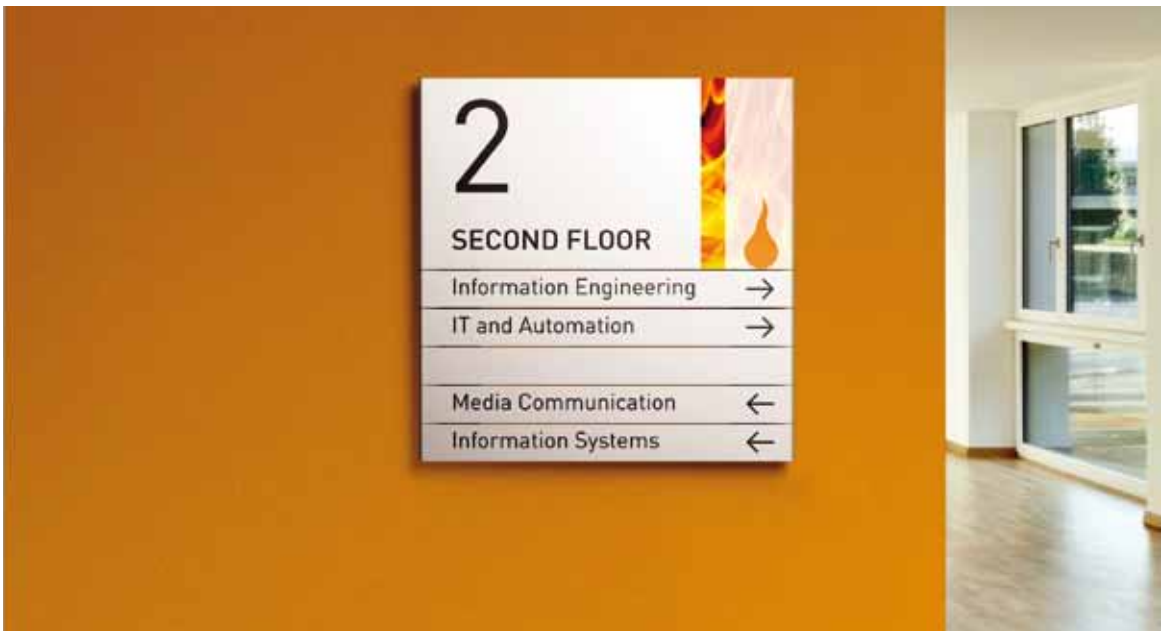 2
SECOND FLOOR
Information Engineering →
IT and Automation →
Media Communication ←
Information Systems ←